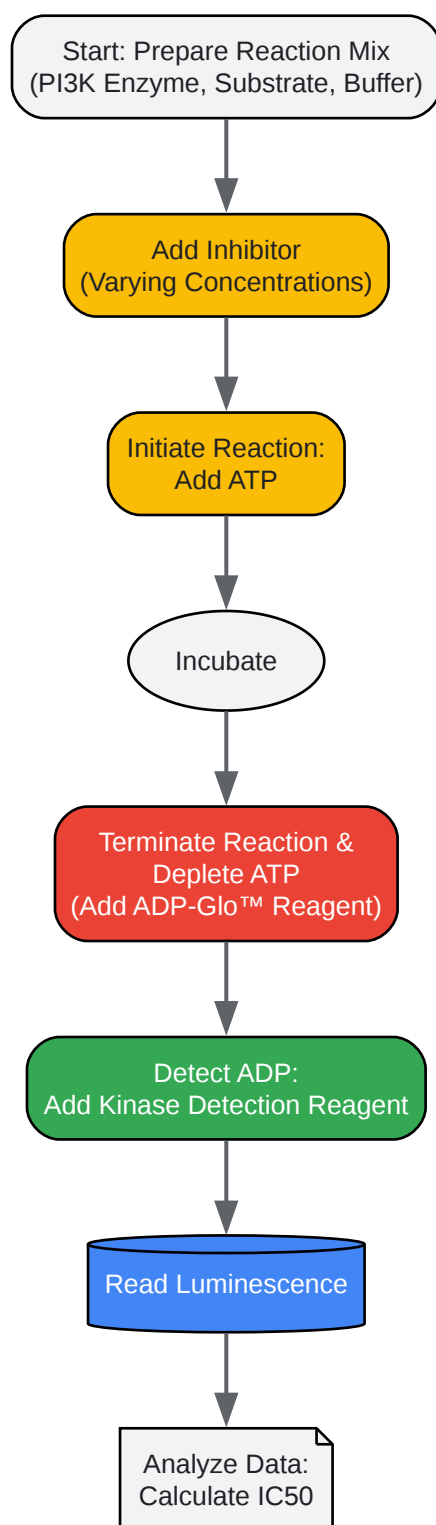 Start: Prepare Reaction Mix
(PI3K Enzyme, Substrate, Buffer)
Add Inhibitor
(Varying Concentrations)
Initiate Reaction:
Add ATP
Incubate
Terminate Reaction &
Deplete ATP
(Add ADP-Glo™ Reagent)
Detect ADP:
Add Kinase Detection Reagent
Read Luminescence
Analyze Data:
Calculate IC50